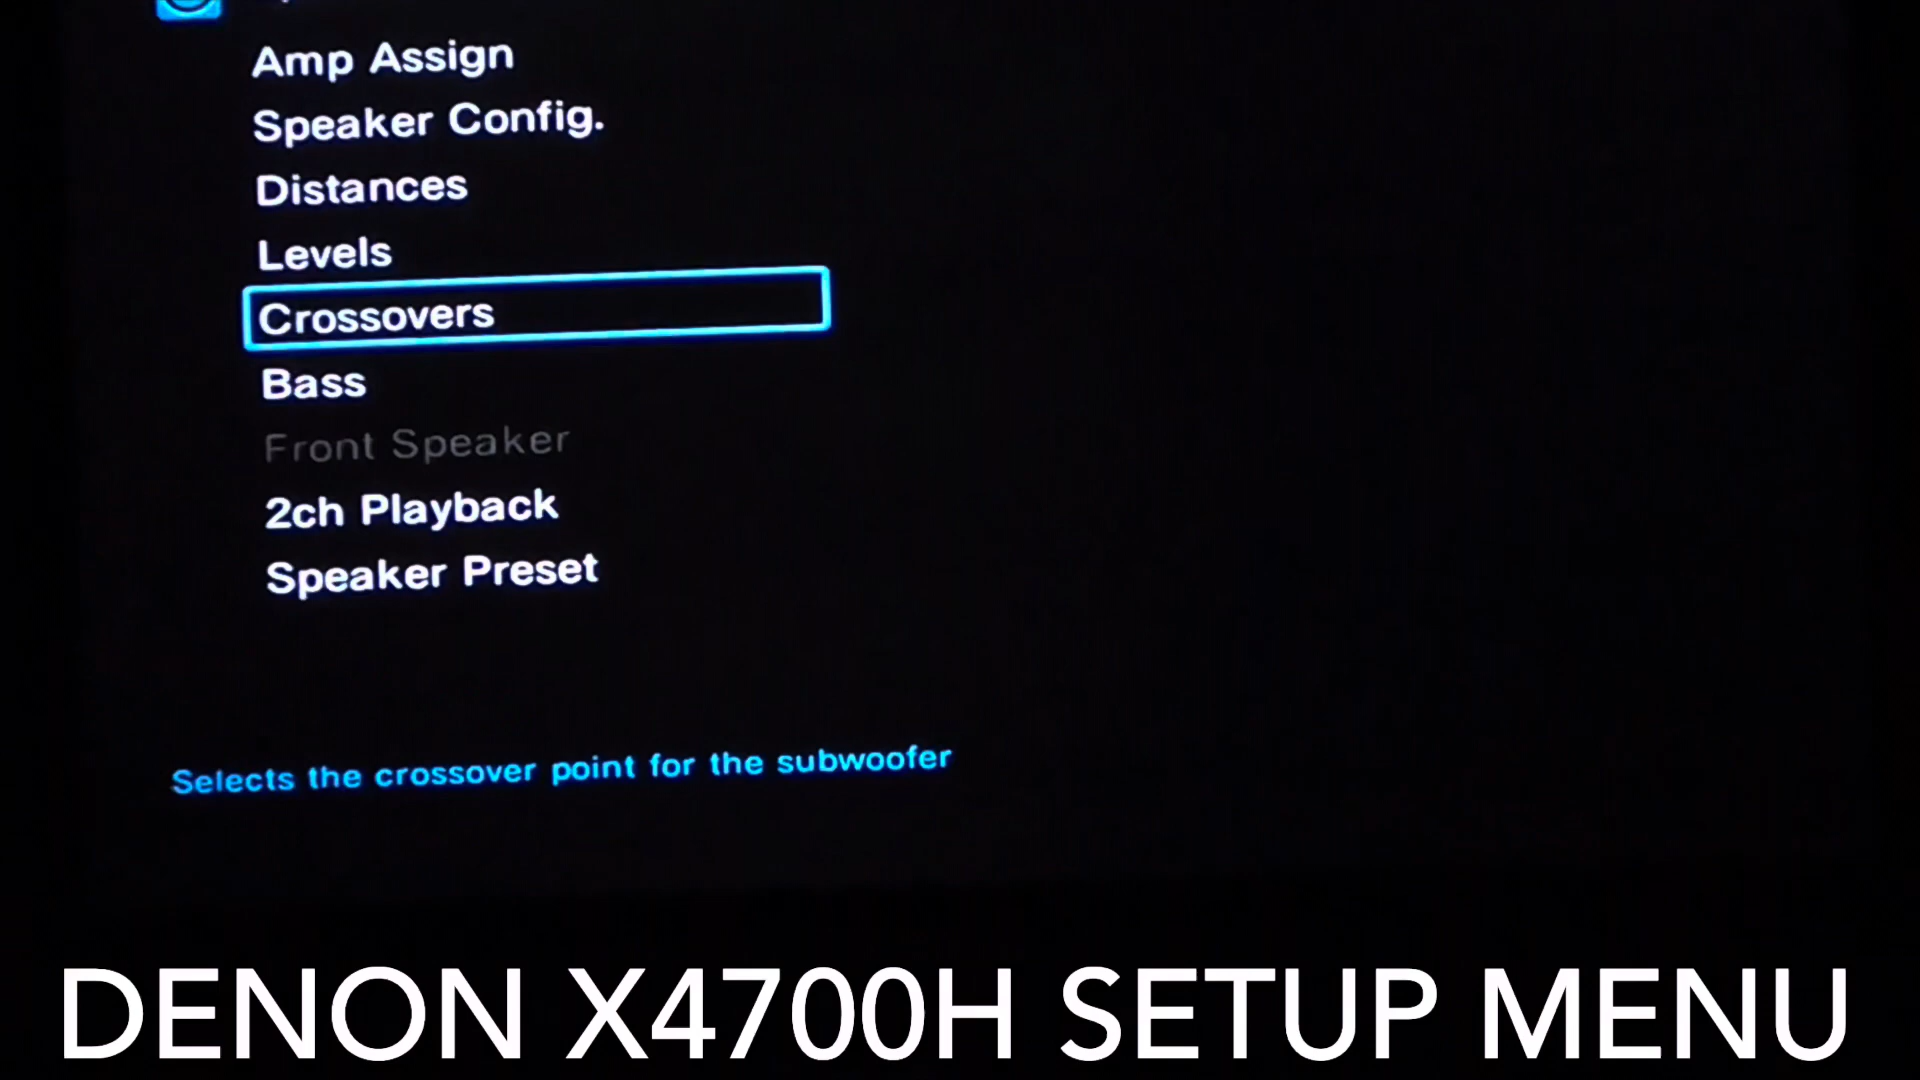 Amp Assign
Speaker Config.
Distances
Levels
Crossovers
Bass
Front Speaker
2ch Playback
Speaker Preset
Selects the crossover point for the subwoofer
DENON X4700H SETUP MENU